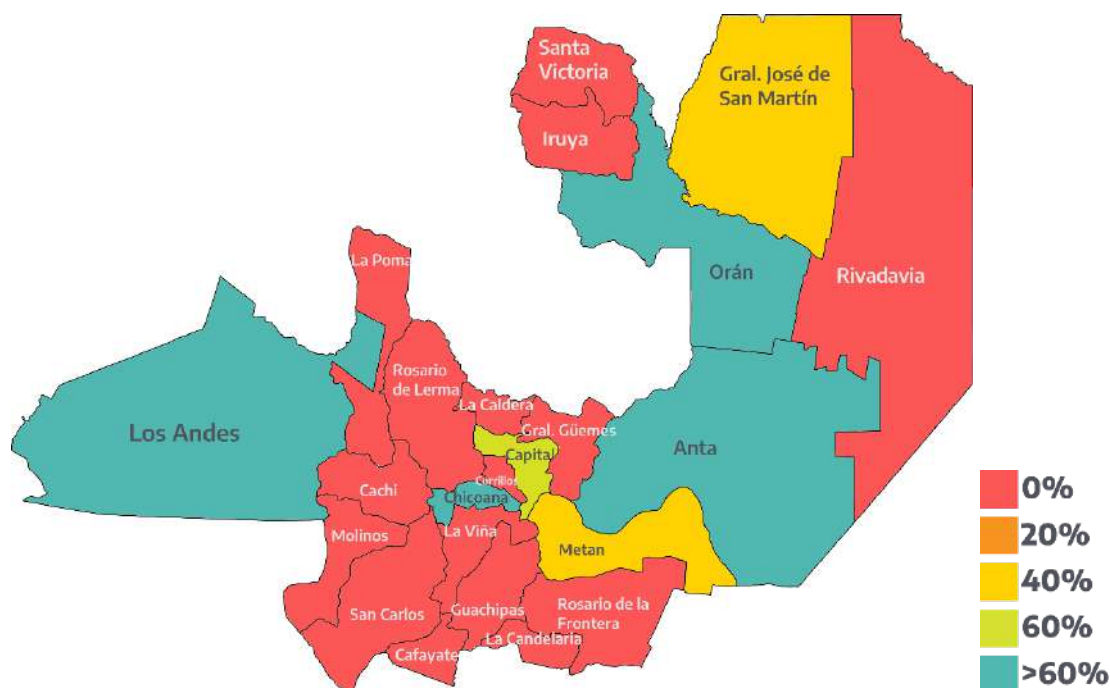 Santa
Victoria
Gral. José de
San Martín
Iruya
La Poma
Orán
Rivadavia
Rosario
de Lerma
La Caldera
Gral. Güemes
Los Andes
Capital
Anta
Cerrillos
Cachi
Chicoana
Molinos
La Viña
Metan
San Carlos
Guachipas
Rosario de la
Frontera
La Candelaria
Cafayate
0%
20%
40%
60%
>60%